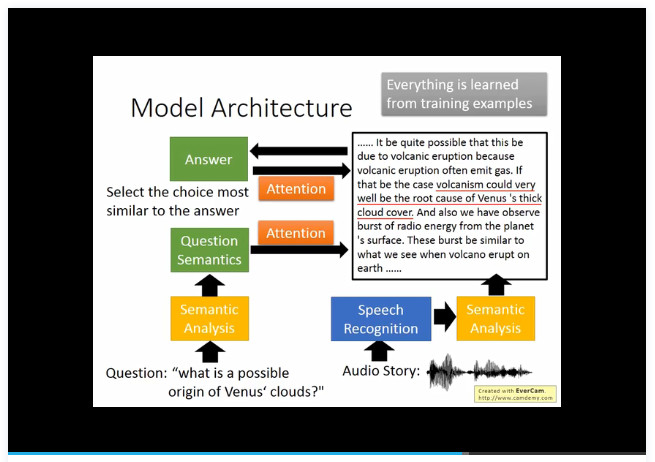 Everything is learned
from training examples
Model Architecture
Answer
Attention
Select the choice most
similar to the answer
Question
Semantics
Attention
...... It be quite possible that this be
due to volcanic eruption because
volcanic eruption often emit gas. If
that be the case volcanism could very
well be the root cause of Venus 's thick
cloud cover. And also we have observe
burst of radio energy from the planet
's surface. These burst be similar to
what we see when volcano erupt on
earth ......
Semantic
Analysis
Speech
Recognition
Semantic
Analysis
Question: “what is a possible
origin of Venus‘ clouds?"
Audio Story:
Created with EverCam.
http://www.camdemy.com